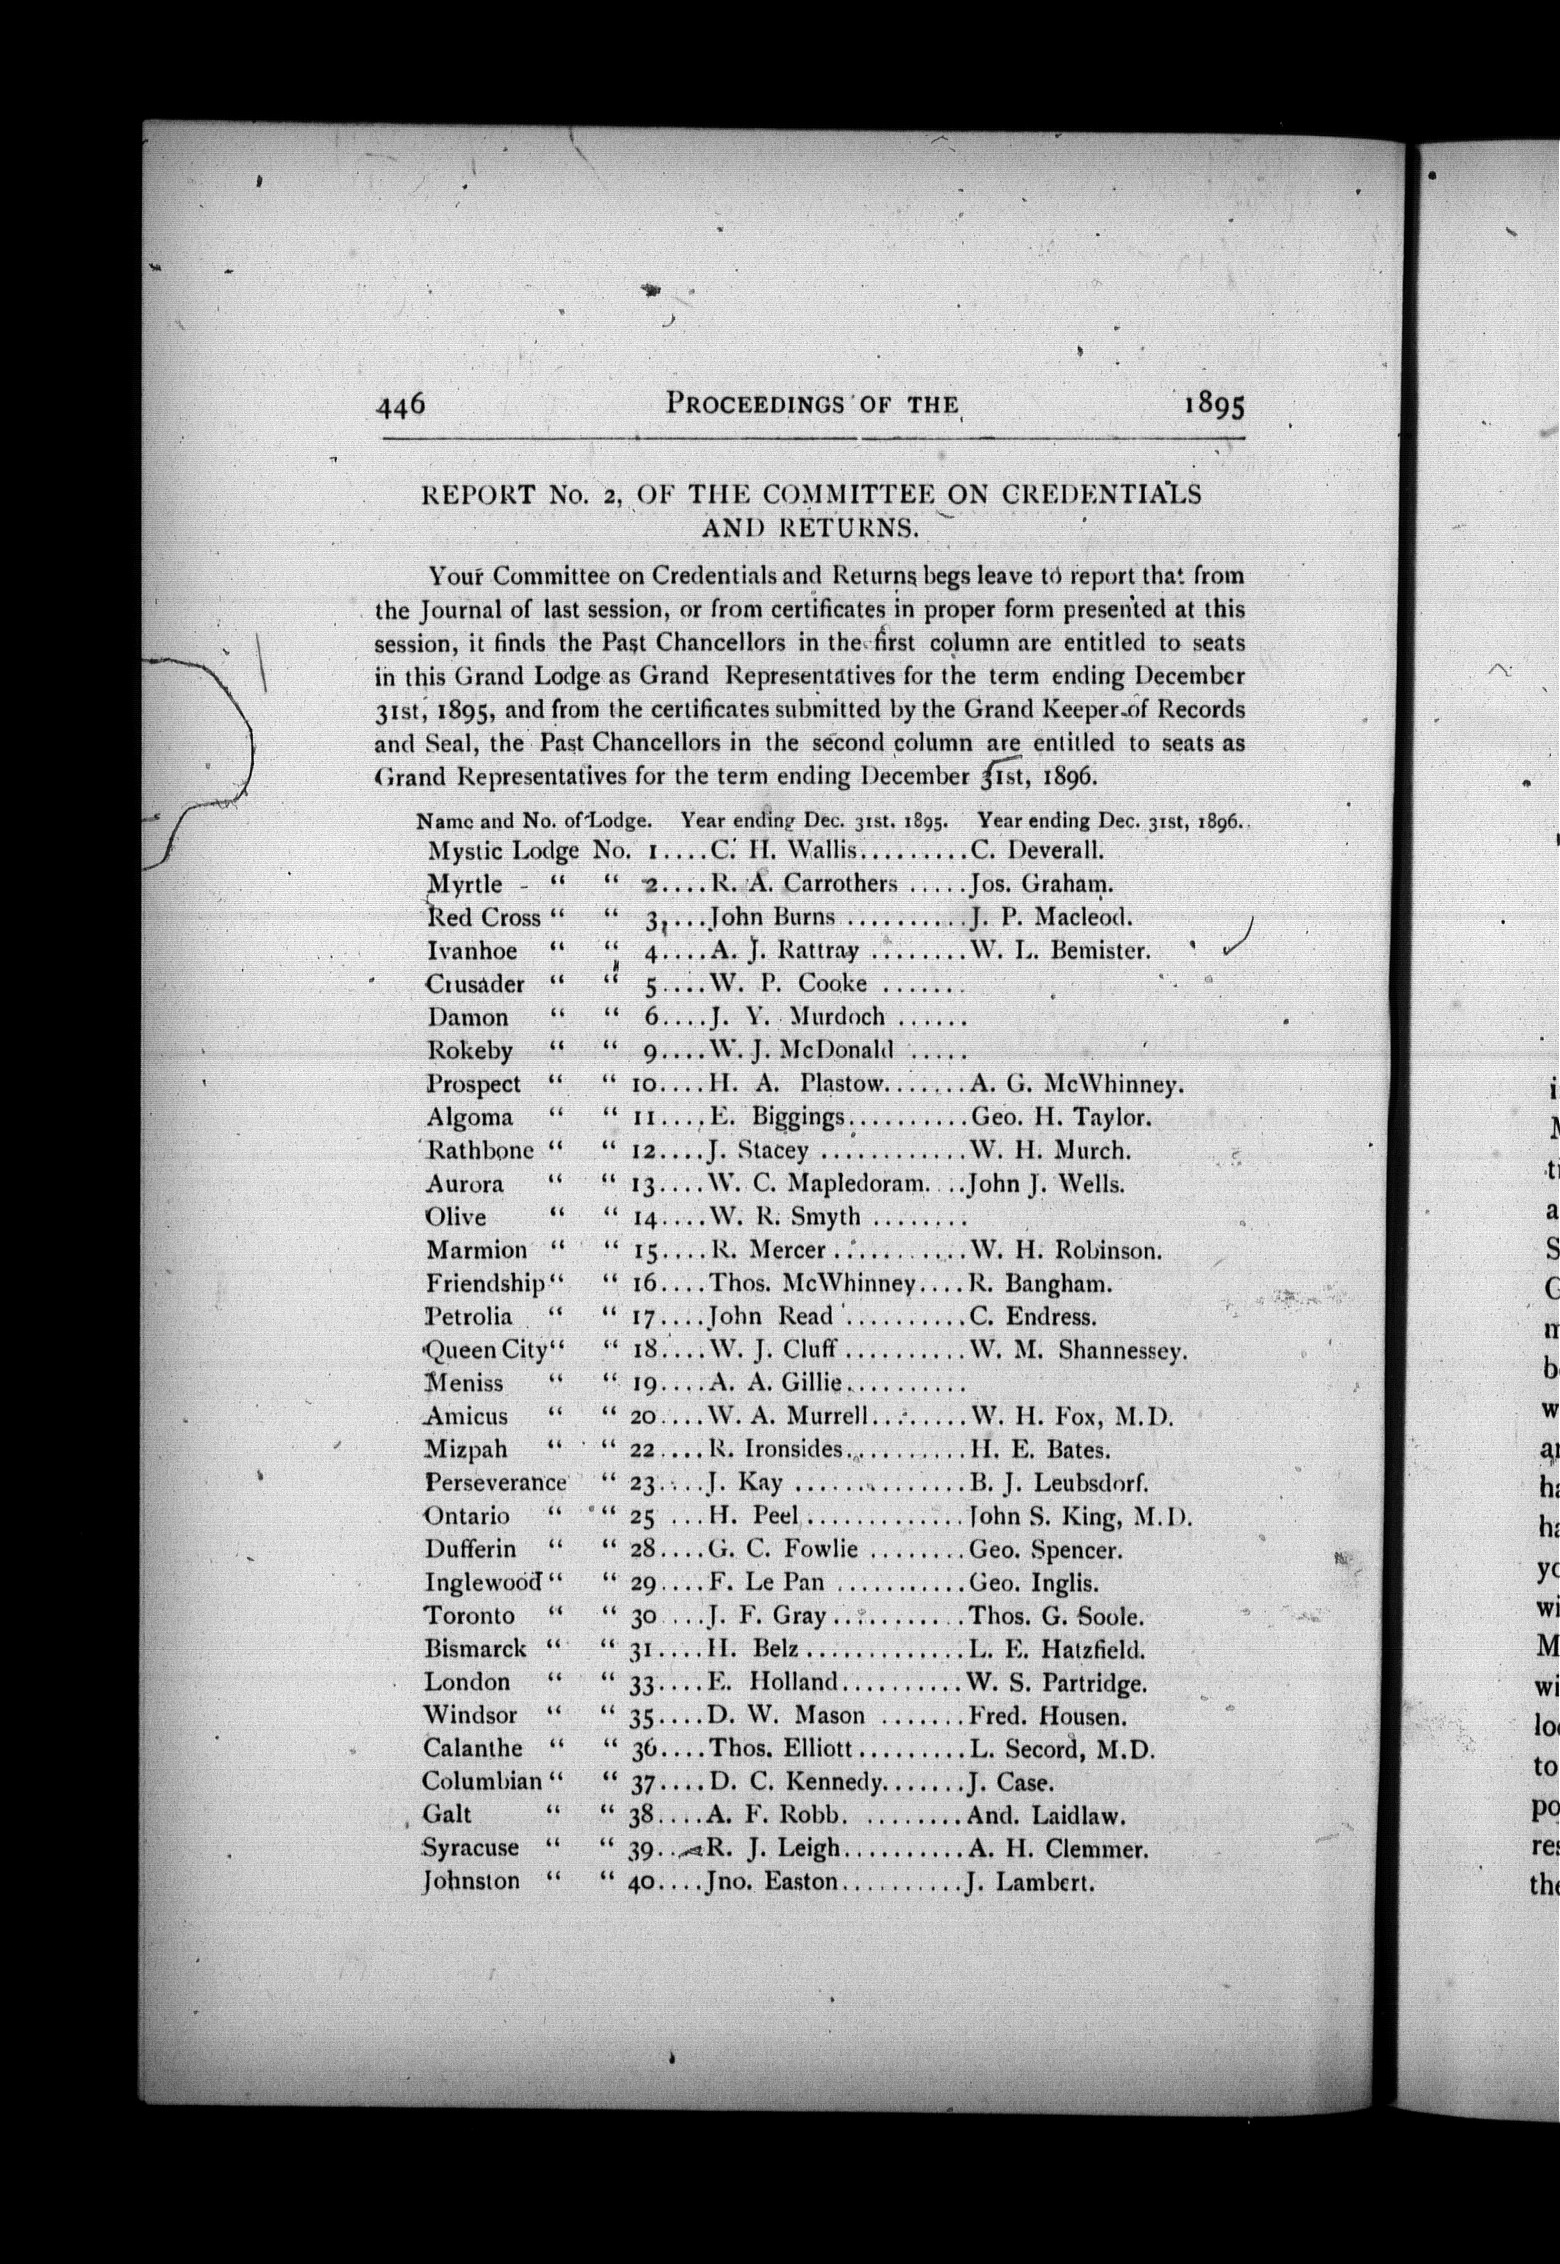 446 PROCEEDINGS OF THE 1895
REPORT No. 2, OF THE COMMITTEE ON CREDENTIALS
AND RETURNS.
Your Committee on Credentials and Returns begs leave to report that from
the Journal of last session, or from certificates in proper form presented at this
session, it finds the Past Chancellors in the first column are entitled to seats
in this Grand Lodge as Grand Representatives for the term ending December
31st, 1895, and from the certificates submitted by the Grand Keeper of Records
and Seal, the Past Chancellors in the second column are entitled to seats as
Grand Representatives for the term ending December 31st, 1896.
Name and No. of Lodge. Year ending Dec. 31st. 1895. Year ending Dec. 31st, 1896.
Mystic Lodge No. 1....C. H. Wallis.........C. Deverall.
Myrtle " " 2....R. A. Carrothers .....Jos. Graham.
Red Cross " " 3....John Burns ..........J. P. Macleod.
Ivanhoe " " 4....A. J. Rattray ........W. L. Bemister.
Crusader " " 5....W. P. Cooke .......
Damon " " 6....J. Y. Murdoch ......
Rokeby " " 9....W. J. McDonald .....
Prospect " " 10....H. A. Plastow.......A. G. McWhinney.
Algoma " " 11....E. Biggings..........Geo. H. Taylor.
Rathbone " " 12....J. Stacey ............W. H. Murch.
Aurora " " 13....W. C. Mapledoram....John J. Wells.
Olive " " 14....W. R. Smyth ........
Marmion " " 15....R. Mercer ...........W. H. Robinson.
Friendship " " 16....Thos. McWhinney....R. Bangham.
Petrolia " " 17....John Read ..........C. Endress.
Queen City " " 18....W. J. Cluff ..........W. M. Shannessey.
Meniss " " 19....A. A. Gillie..........
Amicus " " 20....W. A. Murrell........W. H. Fox, M.D.
Mizpah " " 22....R. Ironsides..........H. E. Bates.
Perseverance " 23....J. Kay ..............B. J. Leubsdorf.
Ontario " " 25 ...H. Peel.............John S. King, M.D.
Dufferin " " 28....G. C. Fowlie ........Geo. Spencer.
Inglewood " " 29....F. Le Pan ...........Geo. Inglis.
Toronto " " 30....J. F. Gray...........Thos. G. Soole.
Bismarck " " 31....H. Belz.............L. E. Hatzfield.
London " " 33....E. Holland..........W. S. Partridge.
Windsor " " 35....D. W. Mason .......Fred. Housen.
Calanthe " " 36....Thos. Elliott.........L. Secord, M.D.
Columbian " " 37....D. C. Kennedy.......J. Case.
Galt " " 38....A. F. Robb..........And. Laidlaw.
Syracuse " " 39....R. J. Leigh..........A. H. Clemmer.
Johnston " " 40....Jno. Easton..........J. Lambert.